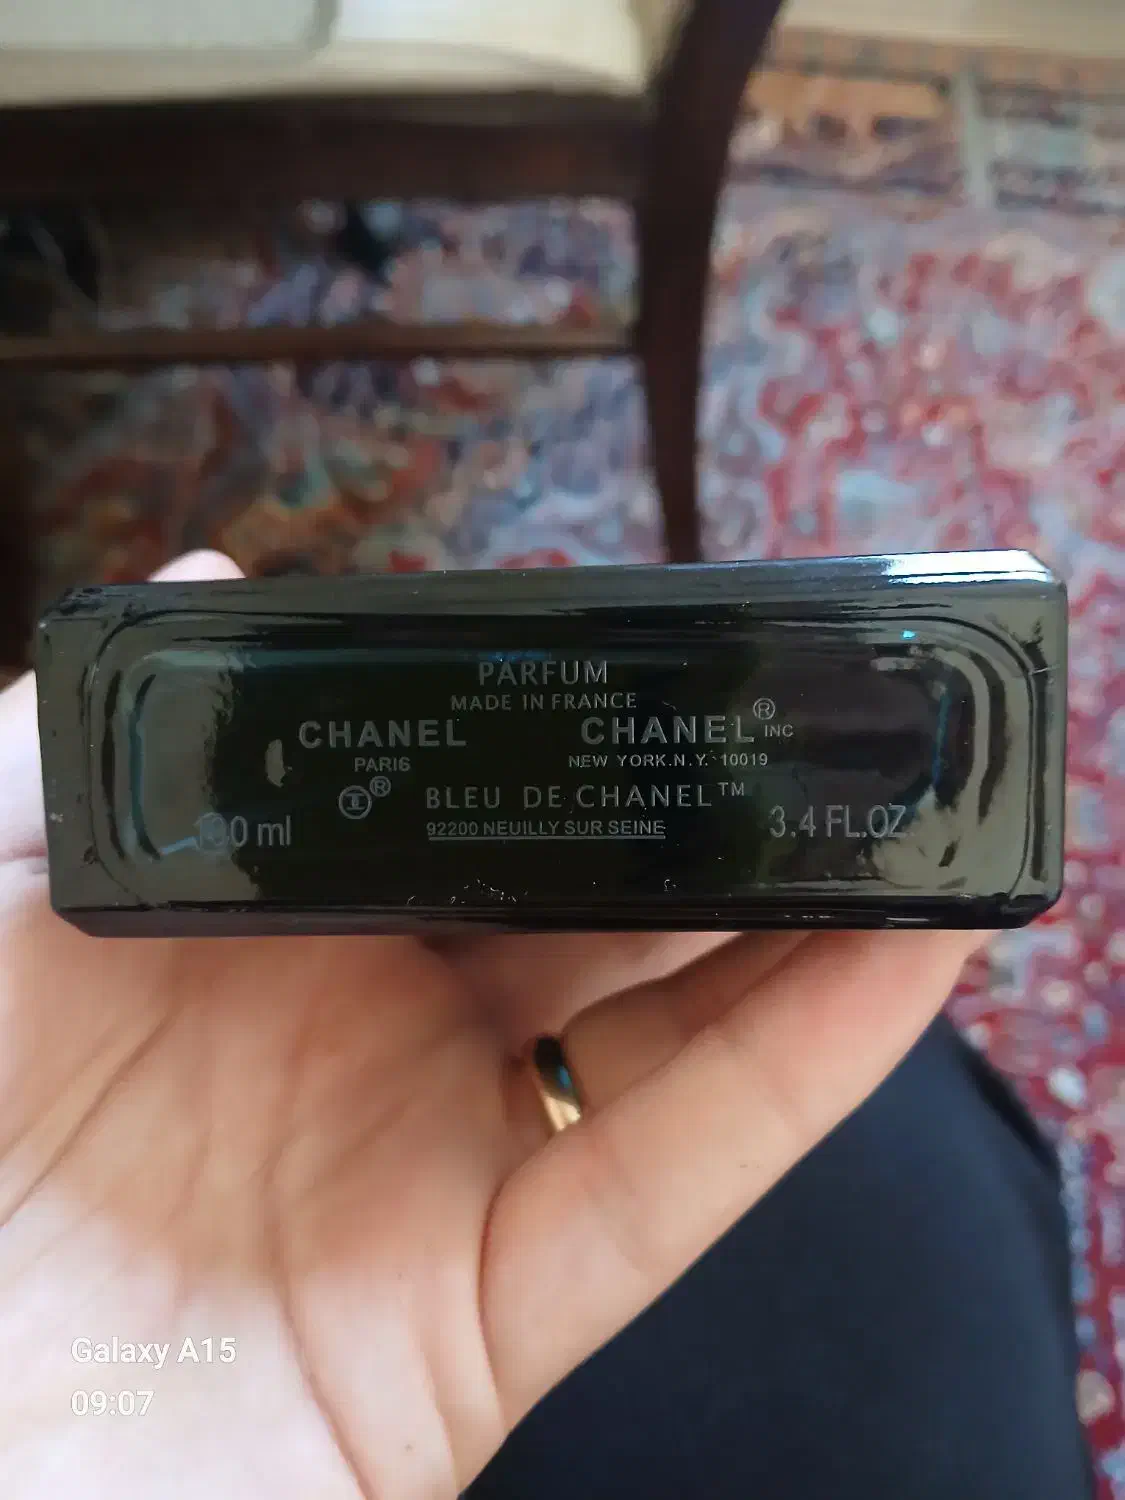 PARFUM
MADE IN FRANCE
CHANEL CHANEL® INC
PARIS NEW YORK.N.Y. 10019
®
BLEU DE CHANEL™
92200 NEUILLY SUR SEINE
100 ml 3.4 FL.OZ
Galaxy A15
09:07